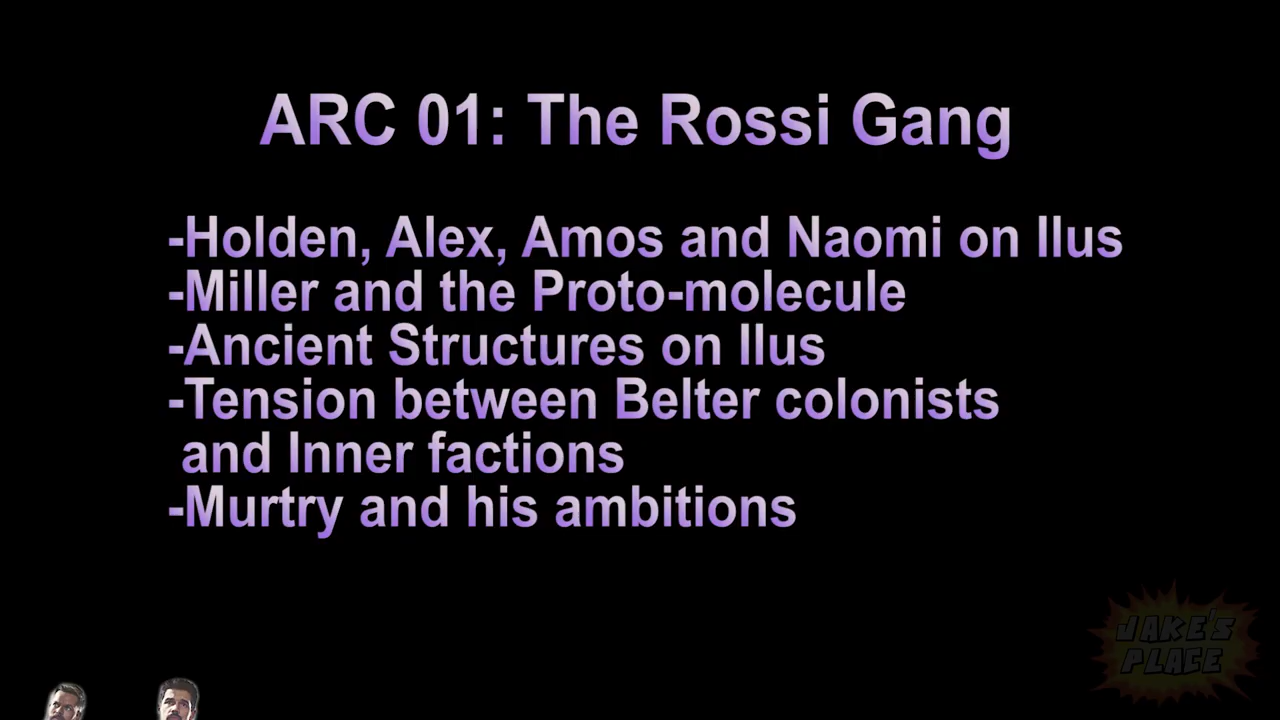 ARC 01: The Rossi Gang
-Holden, Alex, Amos and Naomi on Ilus
-Miller and the Proto-molecule
-Ancient Structures on Ilus
-Tension between Belter colonists
and Inner factions
-Murtry and his ambitions
JAKE'S
PLACE